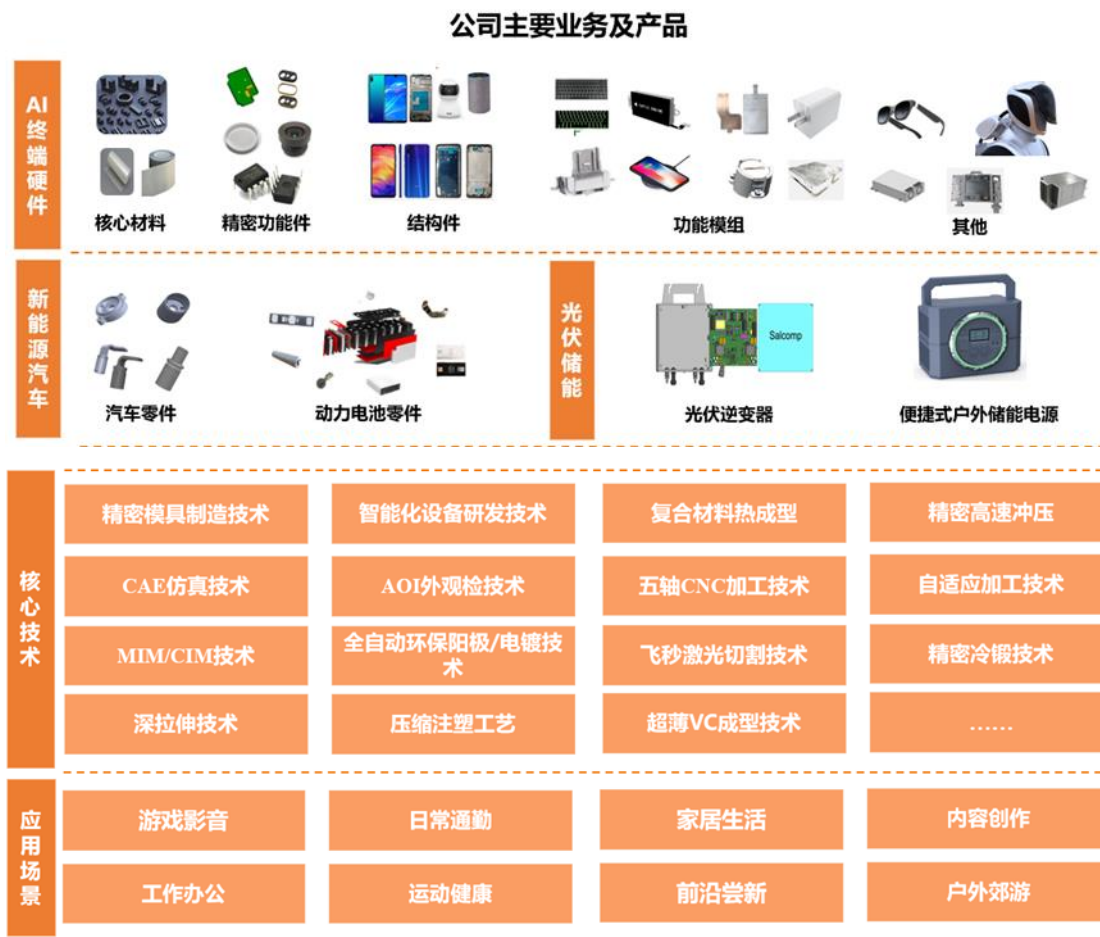 公司主要业务及产品
AI终端硬件
核心材料
精密功能件
结构件
功能模组
其他
新能源汽车
汽车零件
动力电池零件
光伏储能
Salcomp
光伏逆变器
便捷式户外储能电源
核心技术
精密模具制造技术
智能化设备研发技术
复合材料热成型
精密高速冲压
CAE仿真技术
AOI外观检技术
五轴CNC加工技术
自适应加工技术
MIM/CIM技术
全自动环保阳极/电镀技
术
飞秒激光切割技术
精密冷锻技术
深拉伸技术
压缩注塑工艺
超薄VC成型技术
......
应用场景
游戏影音
日常通勤
家居生活
内容创作
工作办公
运动健康
前沿尝新
户外郊游